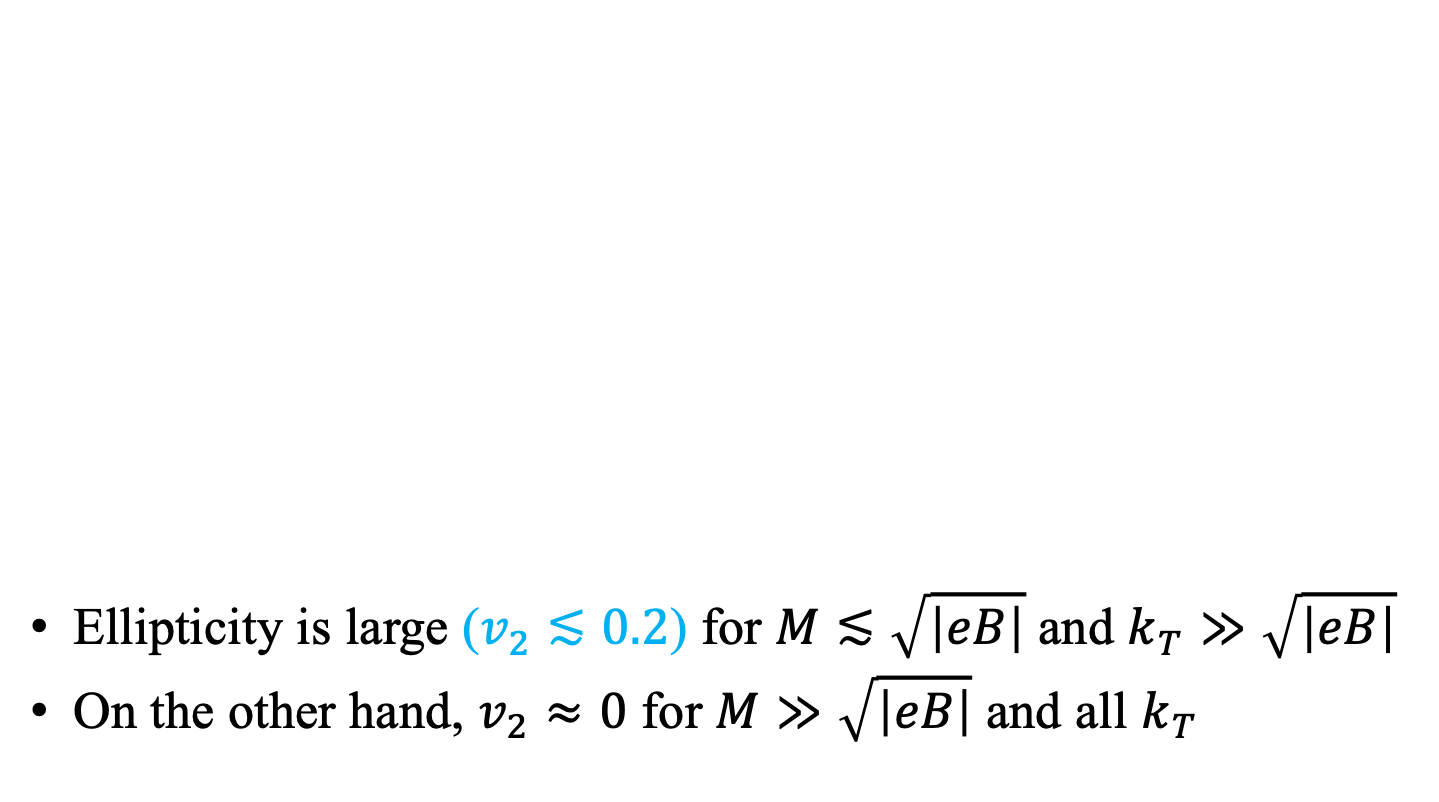 • Ellipticity is large (𝑣₂ ≲ 0.2) for 𝑀 ≲ √|𝑒𝐵| and 𝑘_𝑇 ≫ √|𝑒𝐵|
• On the other hand, 𝑣₂ ≈ 0 for 𝑀 ≫ √|𝑒𝐵| and all 𝑘_𝑇